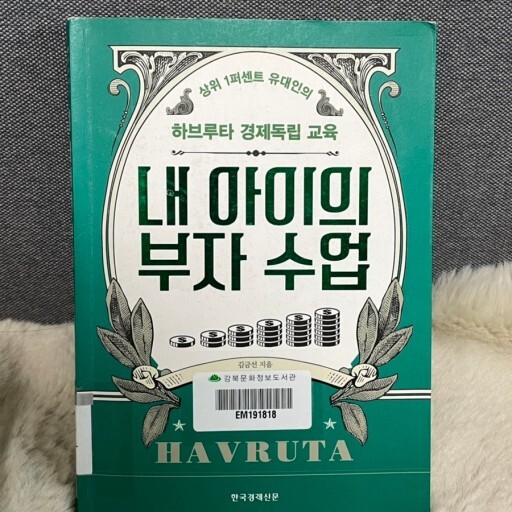 상위 1퍼센트 유대인의
하브루타 경제독립 교육
내 아이의
부자 수업
김금선 지음
강북문화정보도서관
EM191818
HAVRUTA
한국경제신문